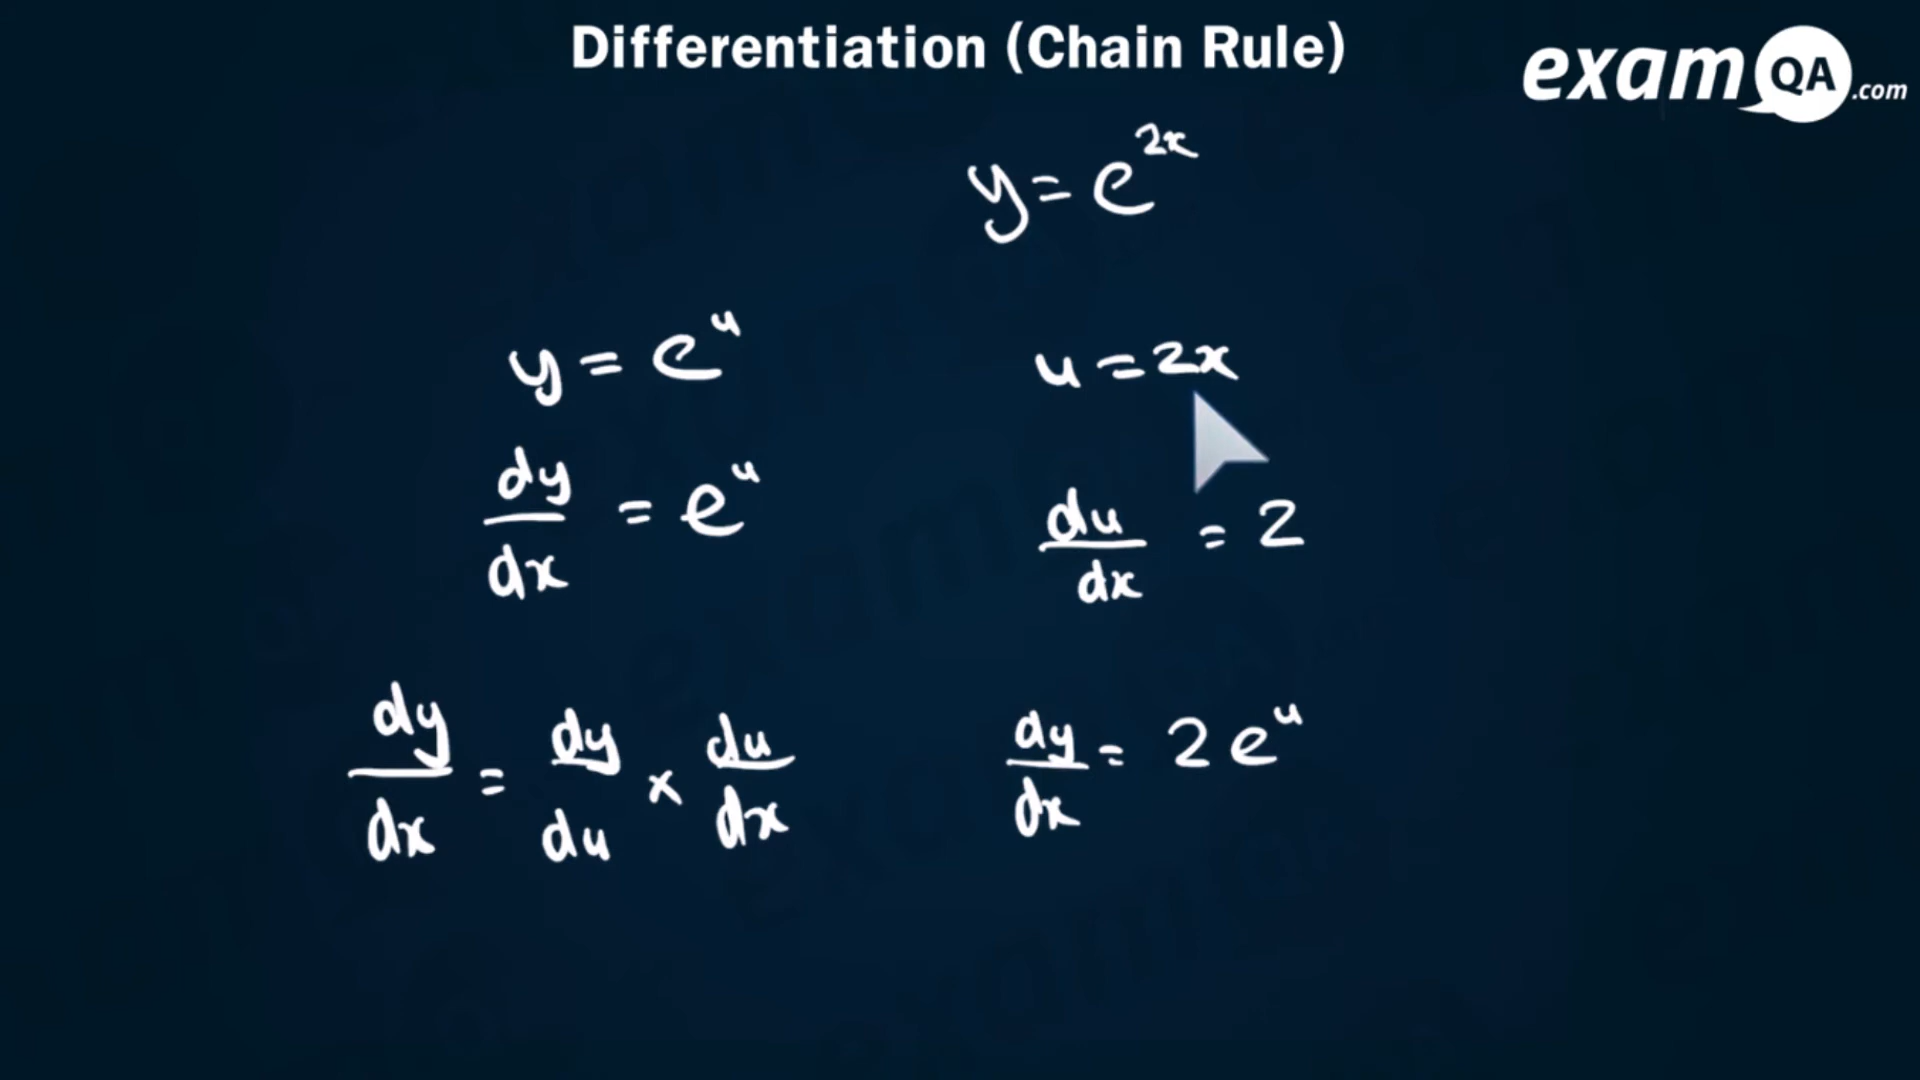 Differentiation (Chain Rule)
examQA.com
y = e^{2x}
y = e^u
u = 2x
dy/dx = e^u
du/dx = 2
dy/dx = dy/du × du/dx
dy/dx = 2e^u